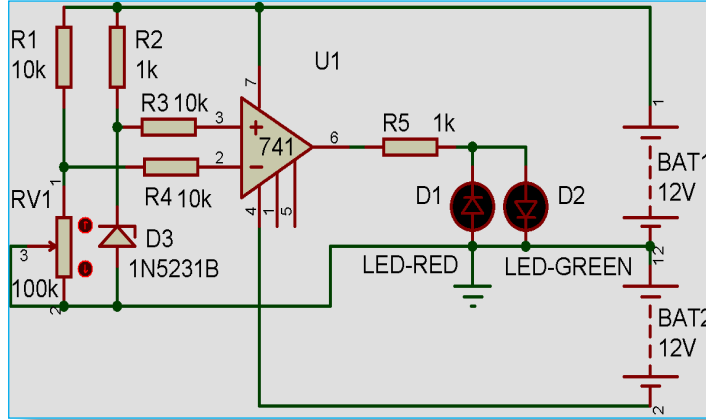 R1
10k
R2
1k
U1
R3 10k
3
7
741
6
R5 1k
1
2
R4 10k
4
1
5
RV1
1
3
100k
2
D3
1N5231B
D1
D2
LED-RED
LED-GREEN
BAT1
12V
1
2
BAT2
12V
2